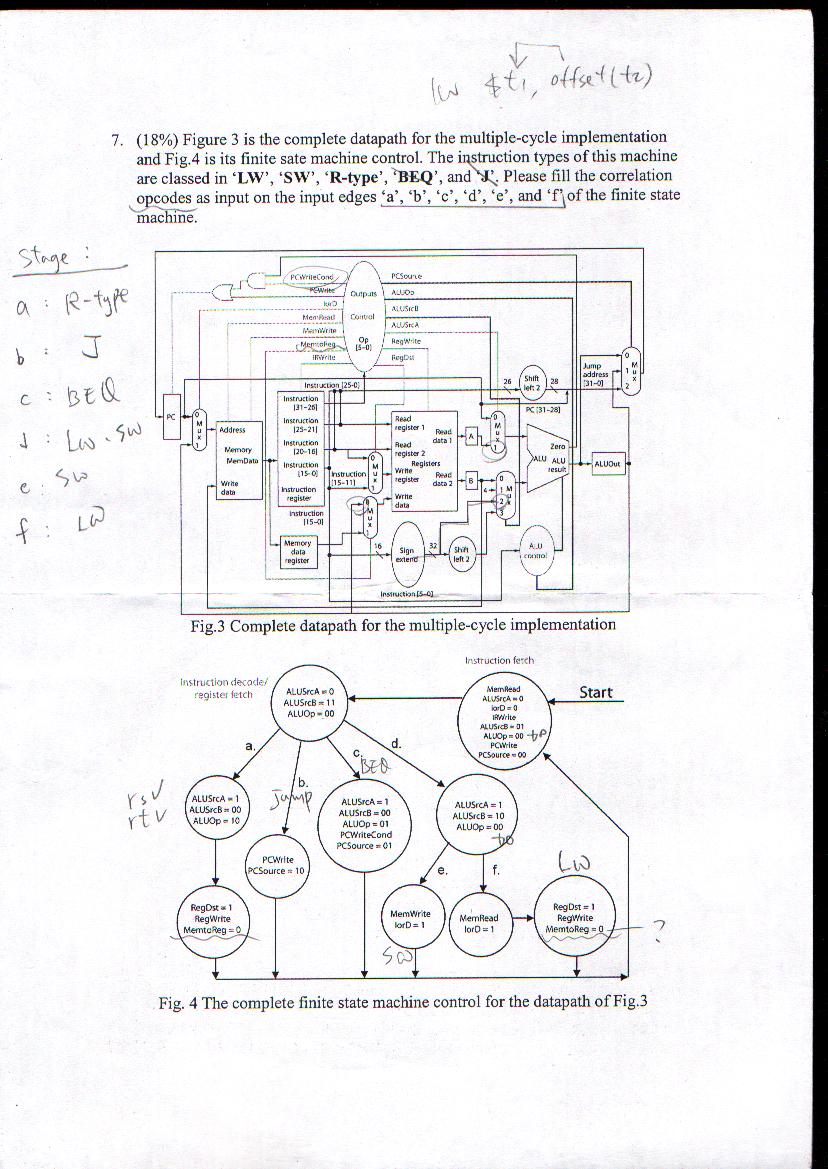 lw $t1, offset(t2)
7. (18%) Figure 3 is the complete datapath for the multiple-cycle implementation
and Fig.4 is its finite sate machine control. The instruction types of this machine
are classed in ‘LW’, ‘SW’, ‘R-type’, ‘BEQ’, and ‘J’. Please fill the correlation
opcodes as input on the input edges ‘a’, ‘b’, ‘c’, ‘d’, ‘e’, and ‘f’ of the finite state
machine.
Stage :
a : R-type
b : J
c : BEQ
d : LW . SW
e : SW
f : LW
PCWriteCond
PCWrite
IorD
MemRead
MemWrite
MemtoReg
IRWrite
Outputs
Control
Op
[5-0]
PCSource
ALUOp
ALUSrcB
ALUSrcA
RegWrite
RegDst
Instruction [25-0]
26
Shift
left 2
28
Jump
address
[31-0]
0
1
2
M
u
x
PC [31-28]
PC
0
M
u
x
1
Address
Memory
MemData
Write
data
Instruction
[31-26]
Instruction
[25-21]
Instruction
[20-16]
Instruction
[15-0]
Instruction
register
Instruction
[15-0]
Memory
data
register
Instruction
[15-11]
0
M
u
x
1
0
M
u
x
1
Read
register 1
Read
register 2
Registers
Write
register
Write
data
Read
data 1
Read
data 2
A
B
4
0
M
u
x
1
0
1 M
2 u
3 x
Zero
ALU ALU
result
ALUOut
16
Sign
extend
32
Shift
left 2
ALU
control
Instruction [5-0]
Fig.3 Complete datapath for the multiple-cycle implementation
Instruction decode/
register fetch
ALUSrcA = 0
ALUSrcB = 11
ALUOp = 00
Instruction fetch
MemRead
ALUSrcA = 0
IorD = 0
IRWrite
ALUSrcB = 01
ALUOp = 00
PCWrite
PCSource = 00
Start
a.
b.
jump
c.
BEQ
d.
rs√
rt√
ALUSrcA = 1
ALUSrcB = 00
ALUOp = 10
PCWrite
PCSource = 10
ALUSrcA = 1
ALUSrcB = 00
ALUOp = 01
PCWriteCond
PCSource = 01
ALUSrcA = 1
ALUSrcB = 10
ALUOp = 00
e.
f.
LW
RegDst = 1
RegWrite
MemtoReg = 0
MemWrite
IorD = 1
SW
MemRead
IorD = 1
RegDst = 1
RegWrite
MemtoReg = 0
?
Fig. 4 The complete finite state machine control for the datapath of Fig.3